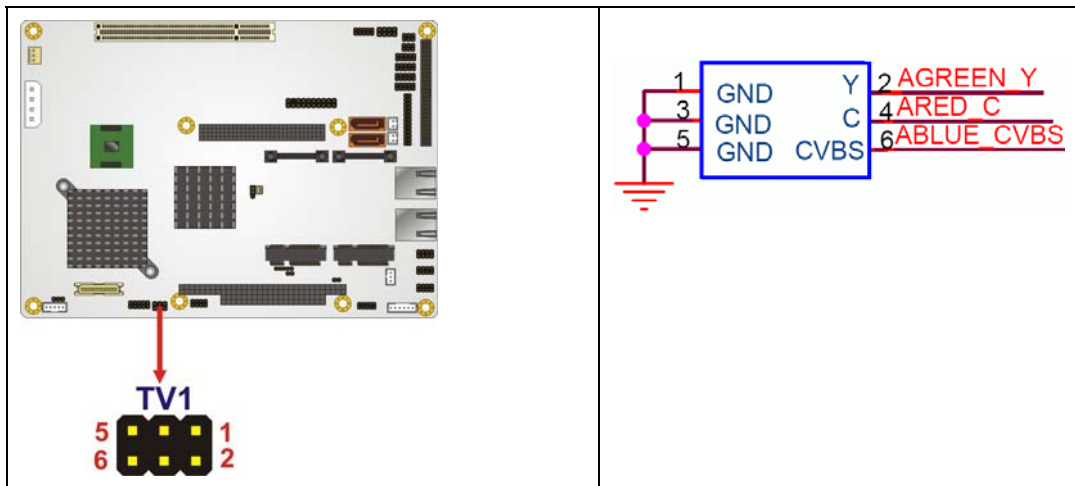 TV1
5 1
6 2
1 GND Y 2 AGREEN_Y
3 GND C 4 ARED_C
5 GND CVBS 6 ABLUE_CVBS